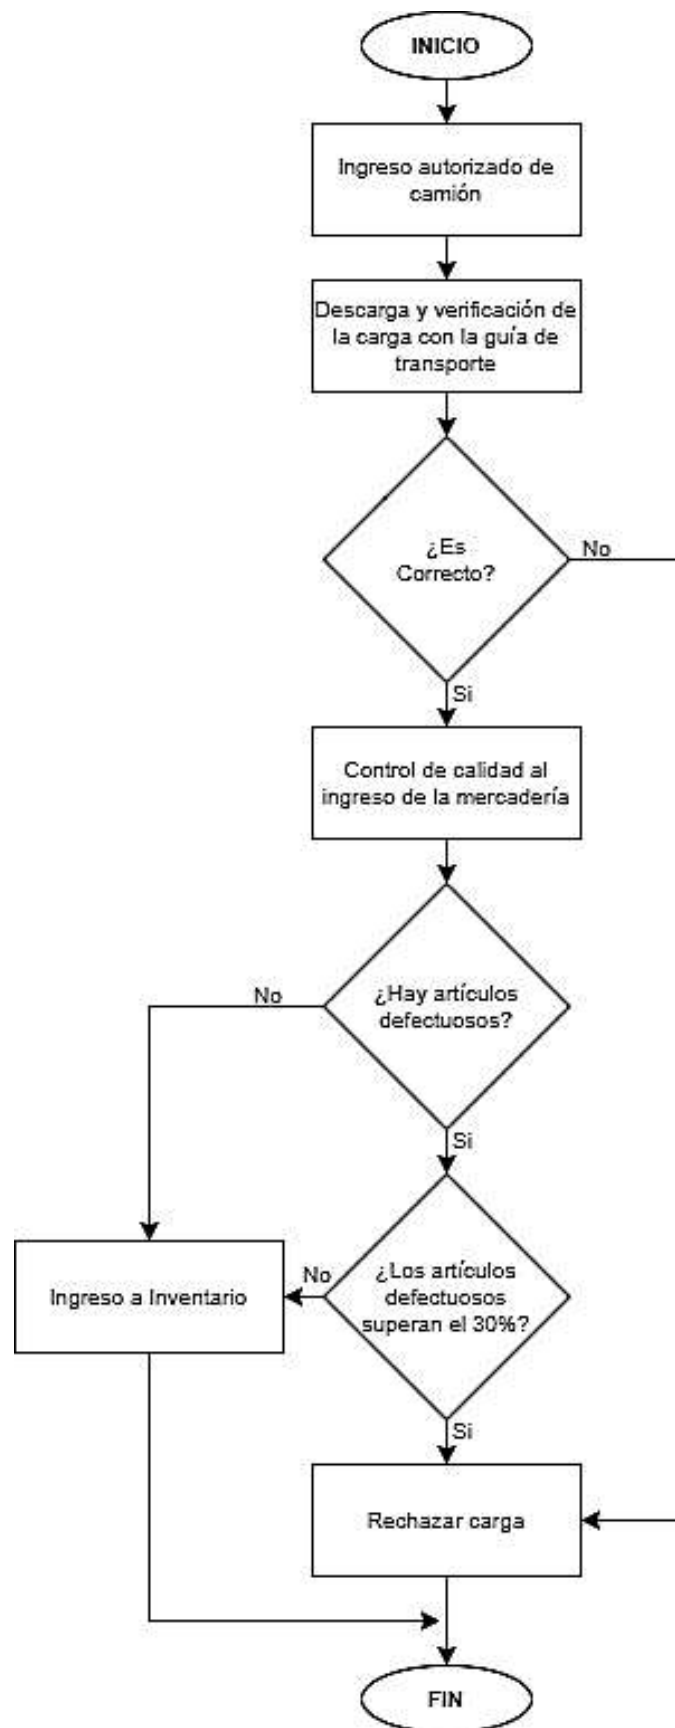 INICIO
Ingreso autorizado de
camión
Descarga y verificación de
la carga con la guía de
transporte
¿Es
Correcto?
No
Si
Control de calidad al
ingreso de la mercadería
No
¿Hay artículos
defectuosos?
Si
Ingreso a Inventario
No
¿Los artículos
defectuosos
superan el 30%?
Si
Rechazar carga
FIN